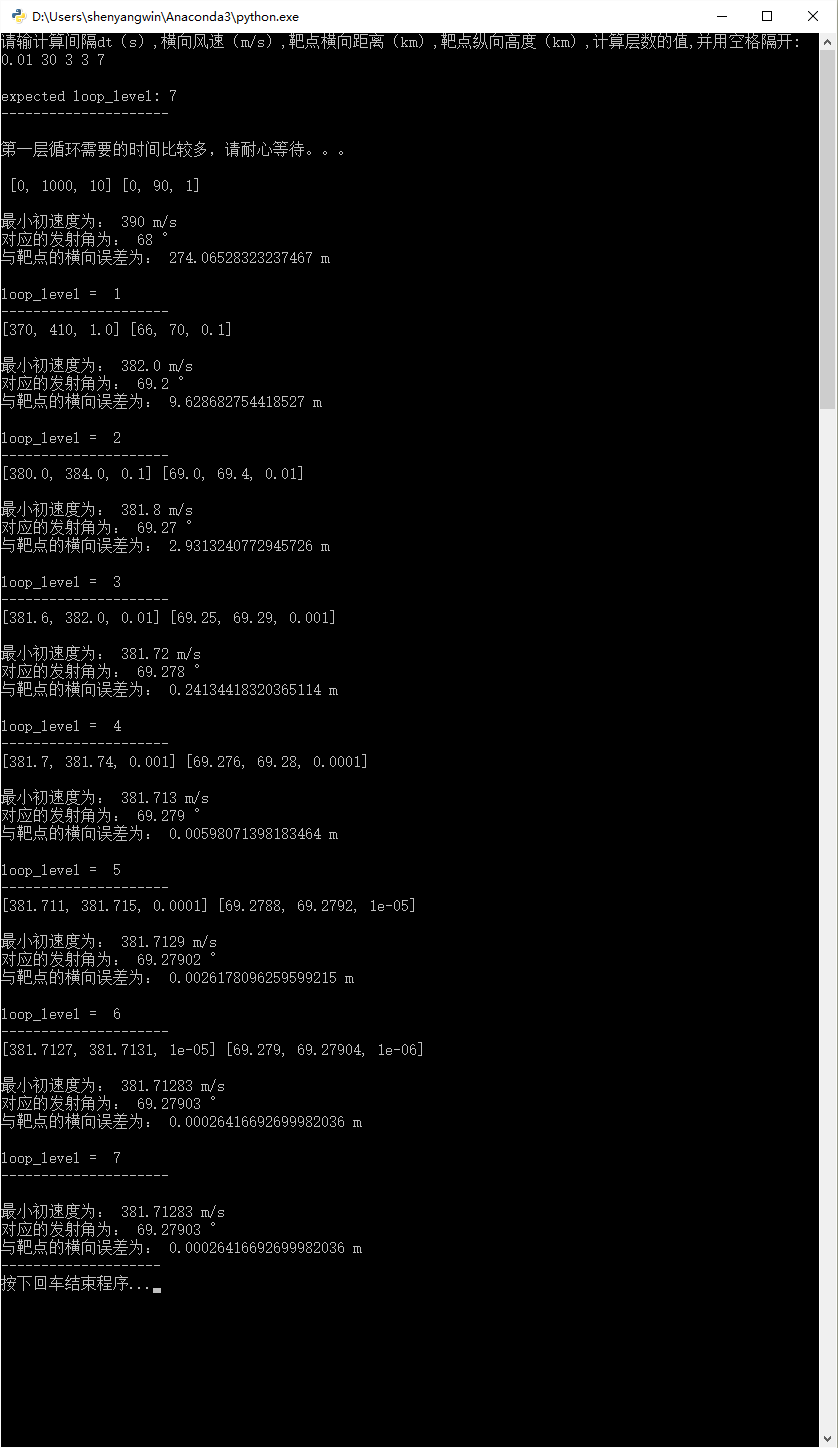 D:\Users\shenyangwin\Anaconda3\python.exe
请输计算间隔dt（s）,横向风速（m/s）,靶点横向距离（km）,靶点纵向高度（km）,计算层数的值,并用空格隔开:
0.01 30 3 3 7
expected loop_level: 7
---------------------
第一层循环需要的时间比较多，请耐心等待。。。
[0, 1000, 10] [0, 90, 1]
最小初速度为： 390 m/s
对应的发射角为： 68 °
与靶点的横向误差为： 274.06528323237467 m
loop_level =  1
---------------------
[370, 410, 1.0] [66, 70, 0.1]
最小初速度为： 382.0 m/s
对应的发射角为： 69.2 °
与靶点的横向误差为： 9.628682754418527 m
loop_level =  2
---------------------
[380.0, 384.0, 0.1] [69.0, 69.4, 0.01]
最小初速度为： 381.8 m/s
对应的发射角为： 69.27 °
与靶点的横向误差为： 2.9313240772945726 m
loop_level =  3
---------------------
[381.6, 382.0, 0.01] [69.25, 69.29, 0.001]
最小初速度为： 381.72 m/s
对应的发射角为： 69.278 °
与靶点的横向误差为： 0.24134418320365114 m
loop_level =  4
---------------------
[381.7, 381.74, 0.001] [69.276, 69.28, 0.0001]
最小初速度为： 381.713 m/s
对应的发射角为： 69.279 °
与靶点的横向误差为： 0.00598071398183464 m
loop_level =  5
---------------------
[381.711, 381.715, 0.0001] [69.2788, 69.2792, 1e-05]
最小初速度为： 381.7129 m/s
对应的发射角为： 69.27902 °
与靶点的横向误差为： 0.0026178096259599215 m
loop_level =  6
---------------------
[381.7127, 381.7131, 1e-05] [69.279, 69.27904, 1e-06]
最小初速度为： 381.71283 m/s
对应的发射角为： 69.27903 °
与靶点的横向误差为： 0.00026416692699982036 m
loop_level =  7
---------------------
最小初速度为： 381.71283 m/s
对应的发射角为： 69.27903 °
与靶点的横向误差为： 0.00026416692699982036 m
--------------------
按下回车结束程序...